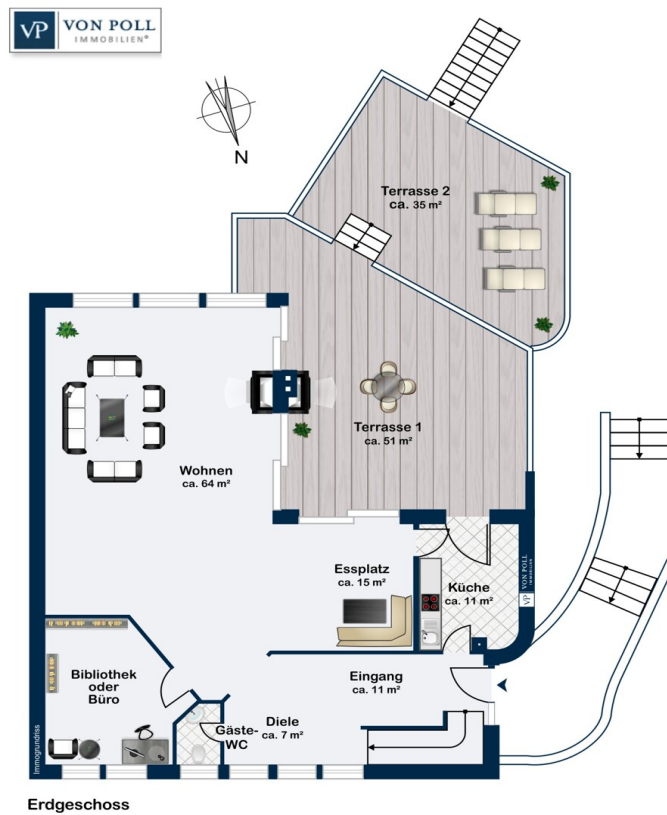 VP VON POLL
IMMOBILIEN®
N
Terrasse 2
ca. 35 m²
Terrasse 1
ca. 51 m²
Wohnen
ca. 64 m²
Essplatz
ca. 15 m²
Küche
ca. 11 m²
VP VON POLL
IMMOBILIEN
Bibliothek
oder
Büro
Eingang
ca. 11 m²
Diele
ca. 7 m²
Gäste-
WC
Immogrundriss
Erdgeschoss